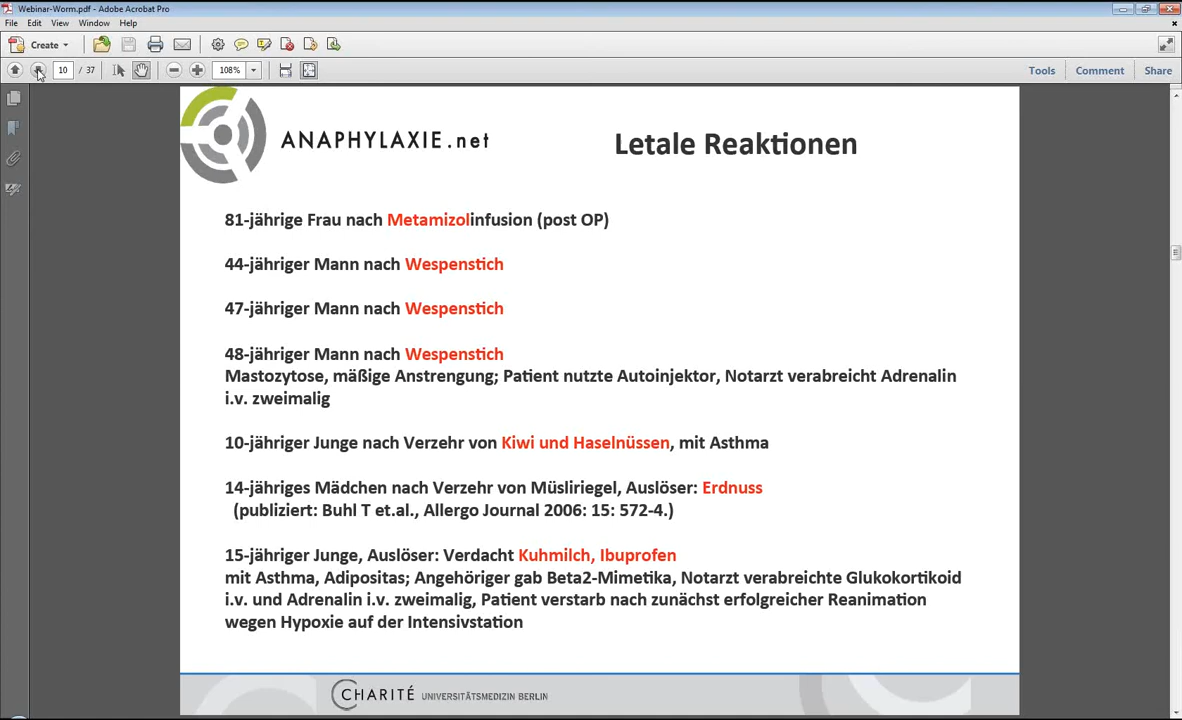 Webinar-Worm.pdf - Adobe Acrobat Pro
File Edit View Window Help
Create
10 / 37 108% Tools Comment Share
ANAPHYLAXIE.net
Letale Reaktionen
81-jährige Frau nach Metamizolinfusion (post OP)
44-jähriger Mann nach Wespenstich
47-jähriger Mann nach Wespenstich
48-jähriger Mann nach Wespenstich
Mastozytose, mäßige Anstrengung; Patient nutzte Autoinjektor, Notarzt verabreicht Adrenalin
i.v. zweimalig
10-jähriger Junge nach Verzehr von Kiwi und Haselnüssen, mit Asthma
14-jähriges Mädchen nach Verzehr von Müsliriegel, Auslöser: Erdnuss
(publiziert: Buhl T et.al., Allergo Journal 2006: 15: 572-4.)
15-jähriger Junge, Auslöser: Verdacht Kuhmilch, Ibuprofen
mit Asthma, Adipositas; Angehöriger gab Beta2-Mimetika, Notarzt verabreichte Glukokortikoid
i.v. und Adrenalin i.v. zweimalig, Patient verstarb nach zunächst erfolgreicher Reanimation
wegen Hypoxie auf der Intensivstation
CHARITÉ UNIVERSITÄTSMEDIZIN BERLIN